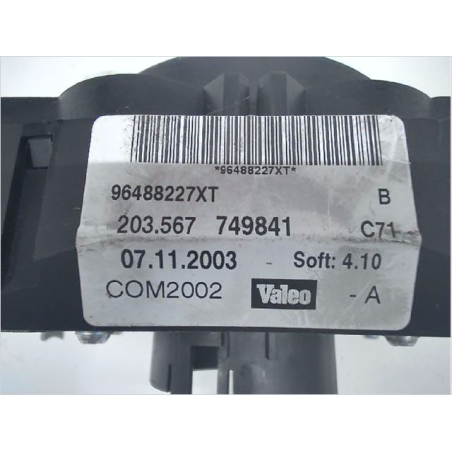 *96488227XT*
96488227XT B
203.567 749841 C71
07.11.2003 - Soft: 4.10
COM2002 Valeo - A